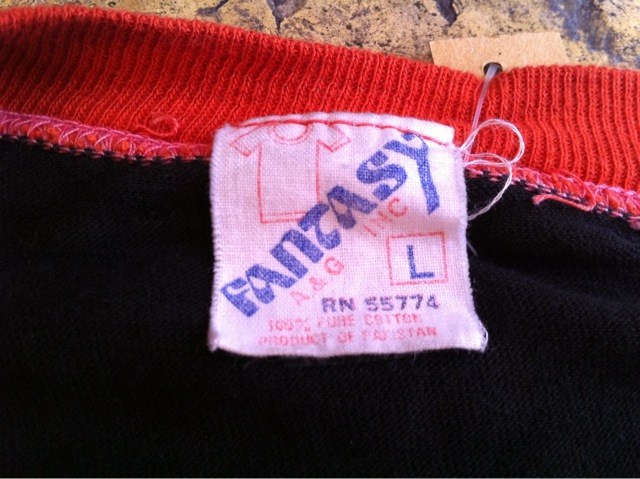 FANTASY
A & G INC
L
RN 55774
100% PURE COTTON
PRODUCT OF PAKISTAN